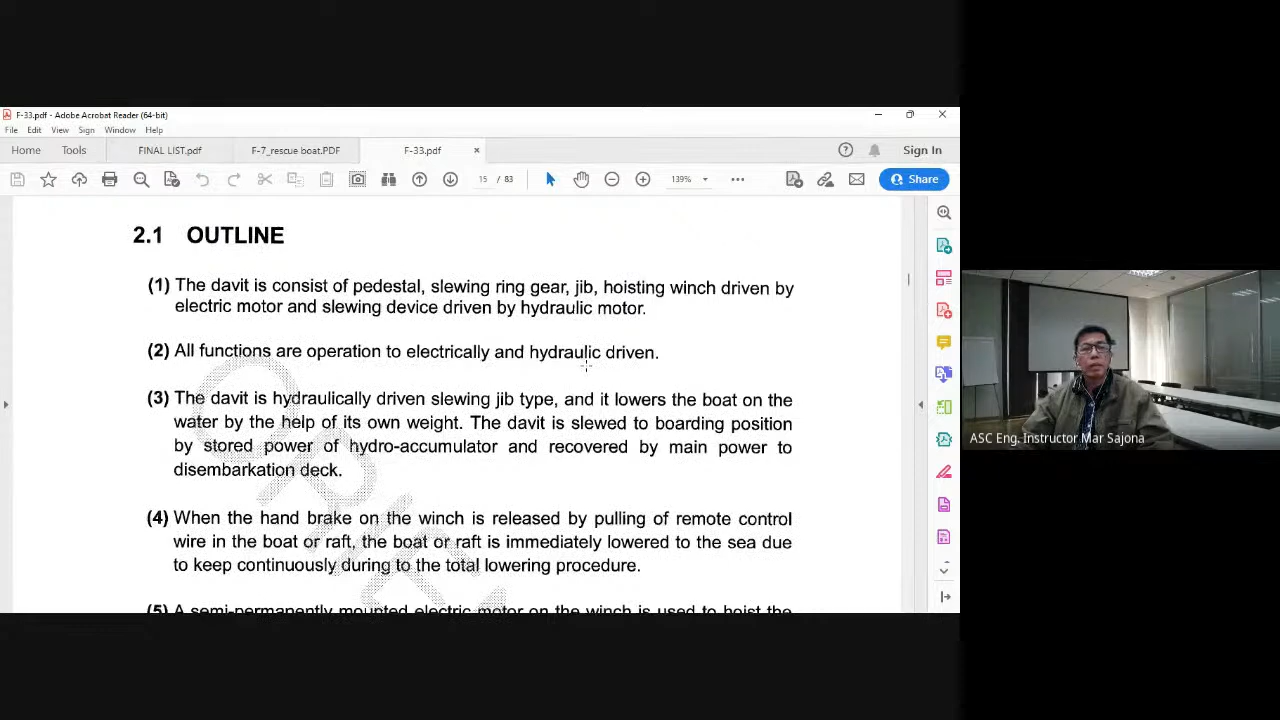 F-33.pdf - Adobe Acrobat Reader (64-bit)
File Edit View Sign Window Help
Home Tools FINAL LIST.pdf F-7_rescue boat.PDF F-33.pdf × Sign In
15 / 83 139% Share
2.1 OUTLINE
(1) The davit is consist of pedestal, slewing ring gear, jib, hoisting winch driven by
electric motor and slewing device driven by hydraulic motor.
(2) All functions are operation to electrically and hydraulic driven.
(3) The davit is hydraulically driven slewing jib type, and it lowers the boat on the
water by the help of its own weight. The davit is slewed to boarding position
by stored power of hydro-accumulator and recovered by main power to
disembarkation deck.
(4) When the hand brake on the winch is released by pulling of remote control
wire in the boat or raft, the boat or raft is immediately lowered to the sea due
to keep continuously during to the total lowering procedure.
(5) A semi-permanently mounted electric motor on the winch is used to hoist the
ASC Eng. Instructor Mar Sajona